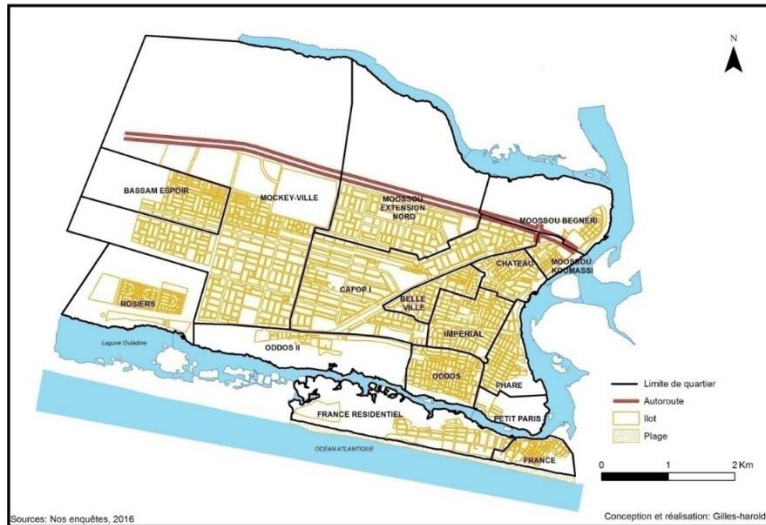 N
BASSAM ESPOIR
MOCKEY-VILLE
MOOSSOU
EXTENSION
NORD
MOOSSOU BEGNERI
CHATEAU
MOOSSOU
KOUMASSI
CAFOP I
BELLE
VILLE
ROSIERS
IMPERIAL
Lagune Ouladine
ODDOS II
ODDOS
PHARE
FRANCE RESIDENTIEL
PETIT PARIS
OCEAN ATLANTIQUE
FRANCE
Limite de quartier
Autoroute
Ilot
Plage
0 1 2 Km
Sources: Nos enquêtes, 2016
Conception et réalisation: Gilles-harold